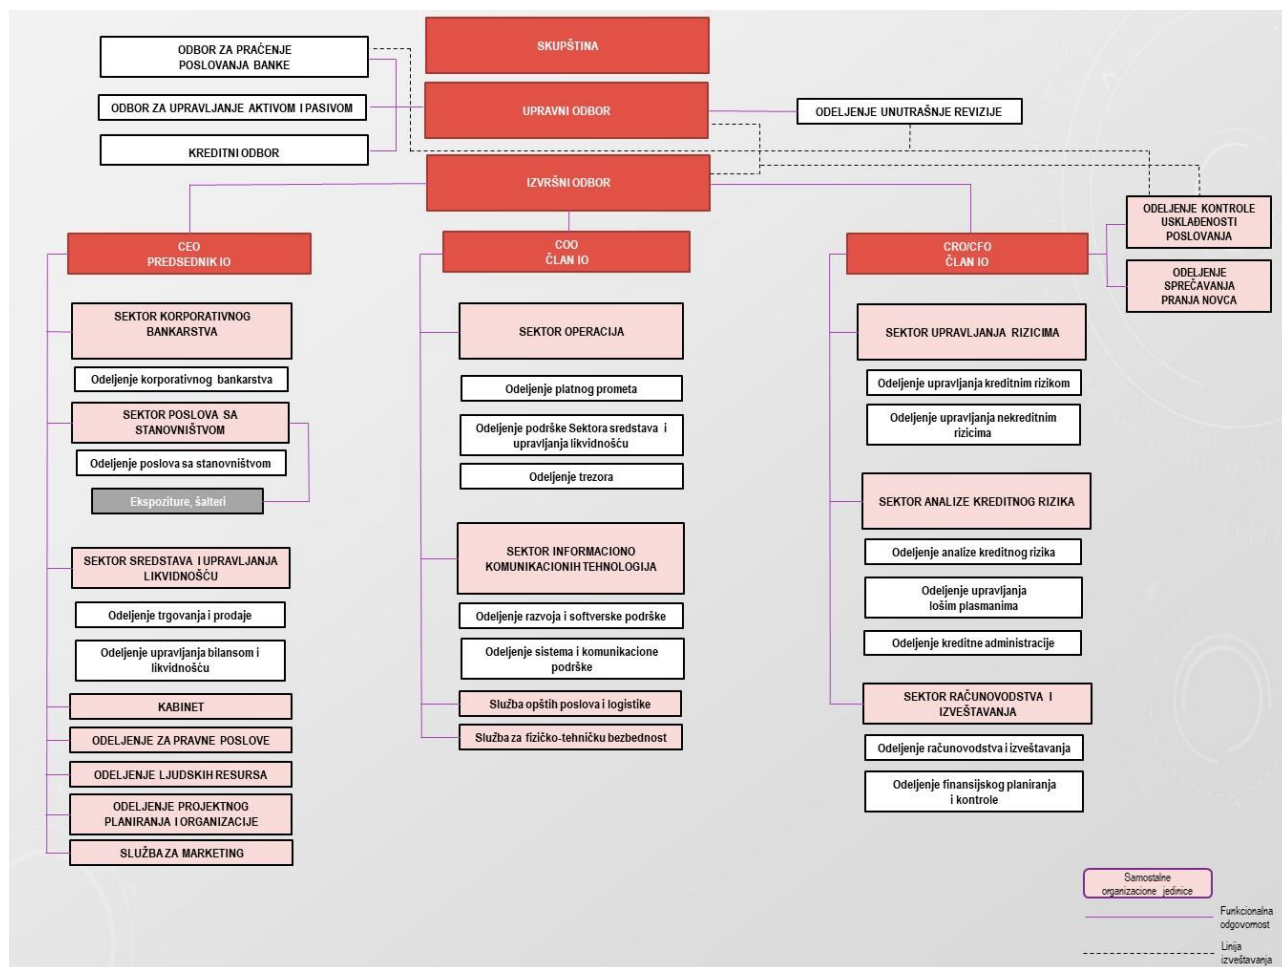 SKUPŠTINA
ODBOR ZA PRAĆENJE
POSLOVANJA BANKE
ODBOR ZA UPRAVLJANJE AKTIVOM I PASIVOM
KREDITNI ODBOR
UPRAVNI ODBOR
ODELJENJE UNUTRAŠNJE REVIZIJE
IZVRŠNI ODBOR
ODELJENJE KONTROLE
USKLAĐENOSTI
POSLOVANJA
ODELJENJE
SPREČAVANJA
PRANJA NOVCA
CEO
PREDSEDNIK IO
SEKTOR KORPORATIVNOG
BANKARSTVA
Odeljenje korporativnog bankarstva
SEKTOR POSLOVA SA
STANOVNIŠTVOM
Odeljenje poslova sa stanovništvom
Ekspoziture, šalteri
SEKTOR SREDSTAVA I UPRAVLJANJA
LIKVIDNOŠĆU
Odeljenje trgovanja i prodaje
Odeljenje upravljanja bilansom i
likvidnošću
KABINET
ODELJENJE ZA PRAVNE POSLOVE
ODELJENJE LJUDSKIH RESURSA
ODELJENJE PROJEKTNOG
PLANIRANJA I ORGANIZACIJE
SLUŽBA ZA MARKETING
COO
ČLAN IO
SEKTOR OPERACIJA
Odeljenje platnog prometa
Odeljenje podrške Sektora sredstava i
upravljanja likvidnošću
Odeljenje trezora
SEKTOR INFORMACIONO
KOMUNIKACIONIH TEHNOLOGIJA
Odeljenje razvoja i softverske podrške
Odeljenje sistema i komunikacione
podrške
Služba opštih poslova i logistike
Služba za fizičko-tehničku bezbednost
CRO/CFO
ČLAN IO
SEKTOR UPRAVLJANJA RIZICIMA
Odeljenje upravljanja kreditnim rizikom
Odeljenje upravljanja nekreditnim
rizicima
SEKTOR ANALIZE KREDITNOG RIZIKA
Odeljenje analize kreditnog rizika
Odeljenje upravljanja
lošim plasmanima
Odeljenje kreditne administracije
SEKTOR RAČUNOVODSTVA I
IZVEŠTAVANJA
Odeljenje računovodstva i izveštavanja
Odeljenje finansijskog planiranja
i kontrole
Samostalne
organizacione jedinice
Funkcionalna
odgovornost
Linija
izveštavanja